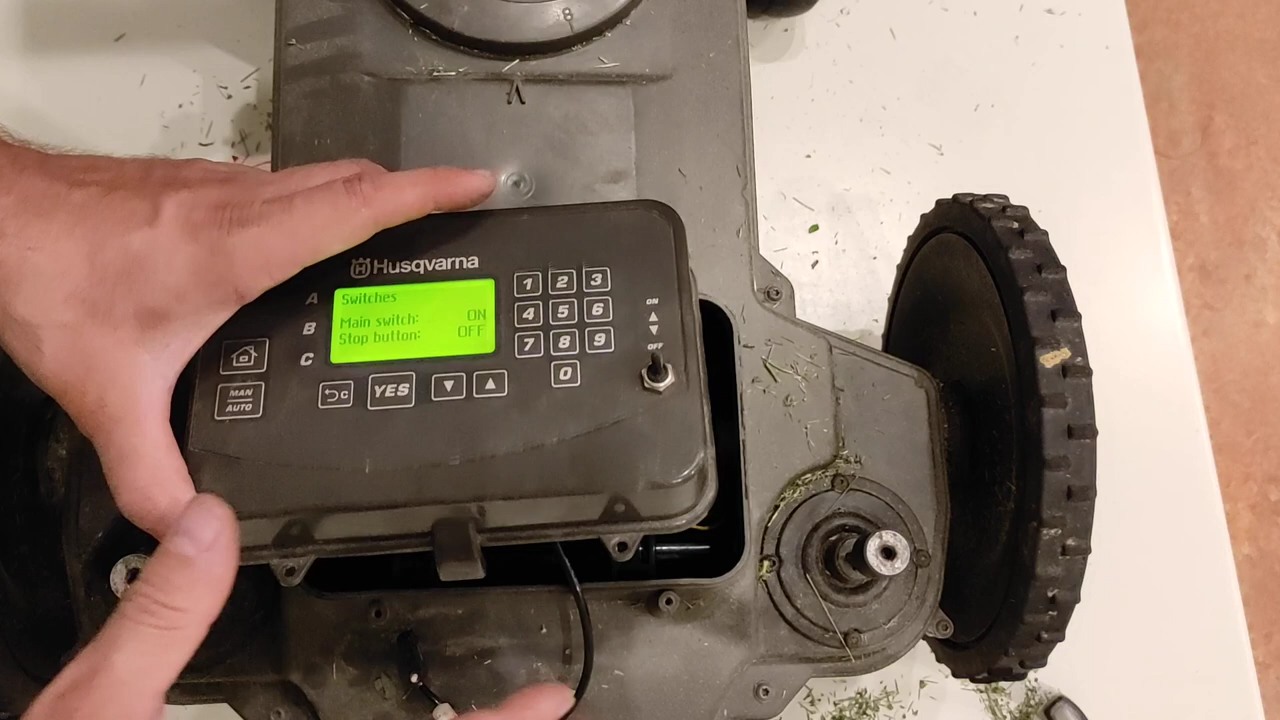 8
Husqvarna
A
B
C
Switches
Main switch: ON
Stop button: OFF
1 2 3
4 5 6
7 8 9
0
ON
OFF
MAN
AUTO
C
YES